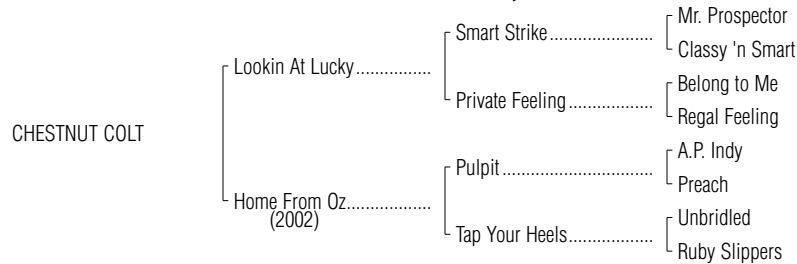 Mr. Prospector
Smart Strike......................
Classy 'n Smart
Lookin At Lucky................
Belong to Me
Private Feeling..................
Regal Feeling
CHESTNUT COLT
A.P. Indy
Pulpit................................
Preach
Home From Oz..................
(2002)
Unbridled
Tap Your Heels..................
Ruby Slippers